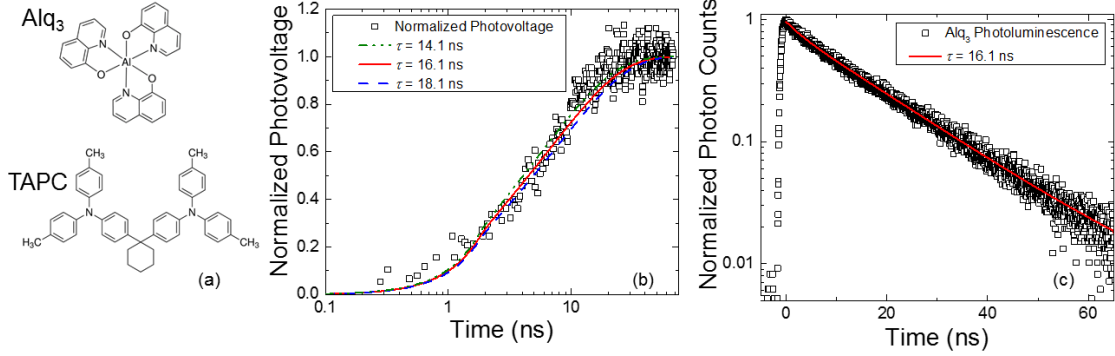 Alq₃
O
N
N
O
Al
O
N
TAPC
CH₃
CH₃
N
N
H₃C
CH₃
(a)
Normalized Photovoltage
1.2
1.0
0.8
0.6
0.4
0.2
0.0
Normalized Photovoltage
τ = 14.1 ns
τ = 16.1 ns
τ = 18.1 ns
(b)
0.1
1
10
Time (ns)
Normalized Photon Counts
1
0.1
0.01
Alq₃ Photoluminescence
τ = 16.1 ns
(c)
0
20
40
60
Time (ns)